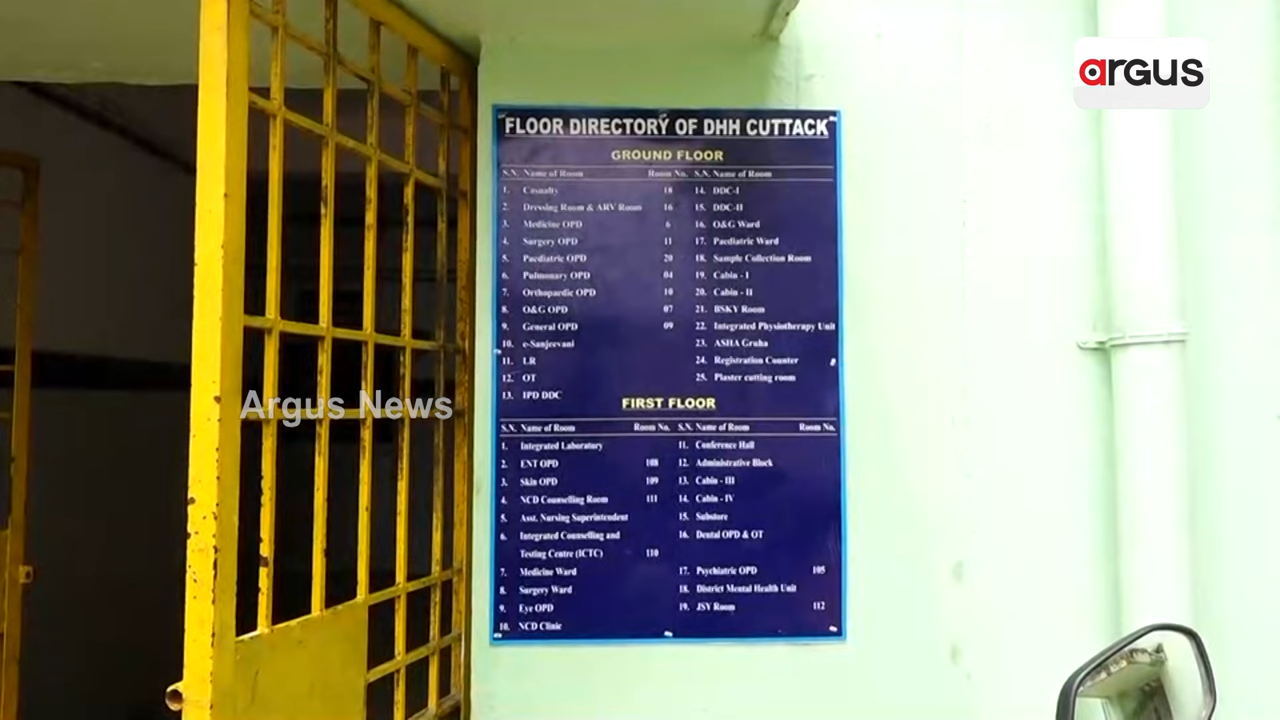 argus
FLOOR DIRECTORY OF DHH CUTTACK
GROUND FLOOR
S.N. Name of Room Room No. S.N. Name of Room
1. Casualty 18 14. DDC-I
2. Dressing Room & ARV Room 16 15. DDC-II
3. Medicine OPD 6 16. O&G Ward
4. Surgery OPD 11 17. Paediatric Ward
5. Paediatric OPD 20 18. Sample Collection Room
6. Pulmonary OPD 04 19. Cabin - I
7. Orthopaedic OPD 10 20. Cabin - II
8. O&G OPD 07 21. BSKY Room
9. General OPD 09 22. Integrated Physiotherapy Unit
10. e-Sanjeevani 23. ASHA Gruha
11. LR 24. Registration Counter
12. OT 25. Plaster cutting room
13. IPD DDC
Argus News
FIRST FLOOR
S.N. Name of Room Room No. S.N. Name of Room Room No.
1. Integrated Laboratory 11. Conference Hall
2. ENT OPD 108 12. Administrative Block
3. Skin OPD 109 13. Cabin - III
4. NCD Counselling Room 111 14. Cabin - IV
5. Asst. Nursing Superintendent 15. Substore
6. Integrated Counselling and 16. Dental OPD & OT
Testing Centre (ICTC) 110
7. Medicine Ward 17. Psychiatric OPD 105
8. Surgery Ward 18. District Mental Health Unit
9. Eye OPD 19. JSY Room 112
10. NCD Clinic